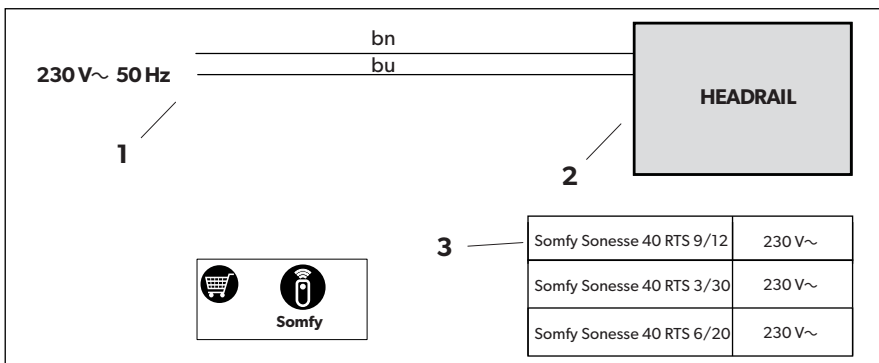 bn
bu
230 V~ 50 Hz
HEADRAIL
1
2
3
Somfy Sonesse 40 RTS 9/12 230 V~
Somfy Sonesse 40 RTS 3/30 230 V~
Somfy Sonesse 40 RTS 6/20 230 V~
Somfy